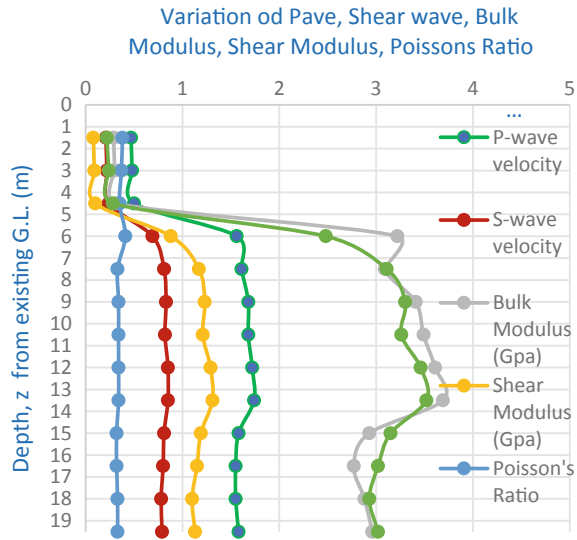 Variation od Pave, Shear wave, Bulk
Modulus, Shear Modulus, Poissons Ratio
0 1 2 3 4 5
0
1
2
3
4
5
6
7
8
9
10
11
12
13
14
15
16
17
18
19
Depth, z from existing G.L. (m)
...
P-wave
velocity
S-wave
velocity
Bulk
Modulus
(Gpa)
Shear
Modulus
(Gpa)
Poisson's
Ratio